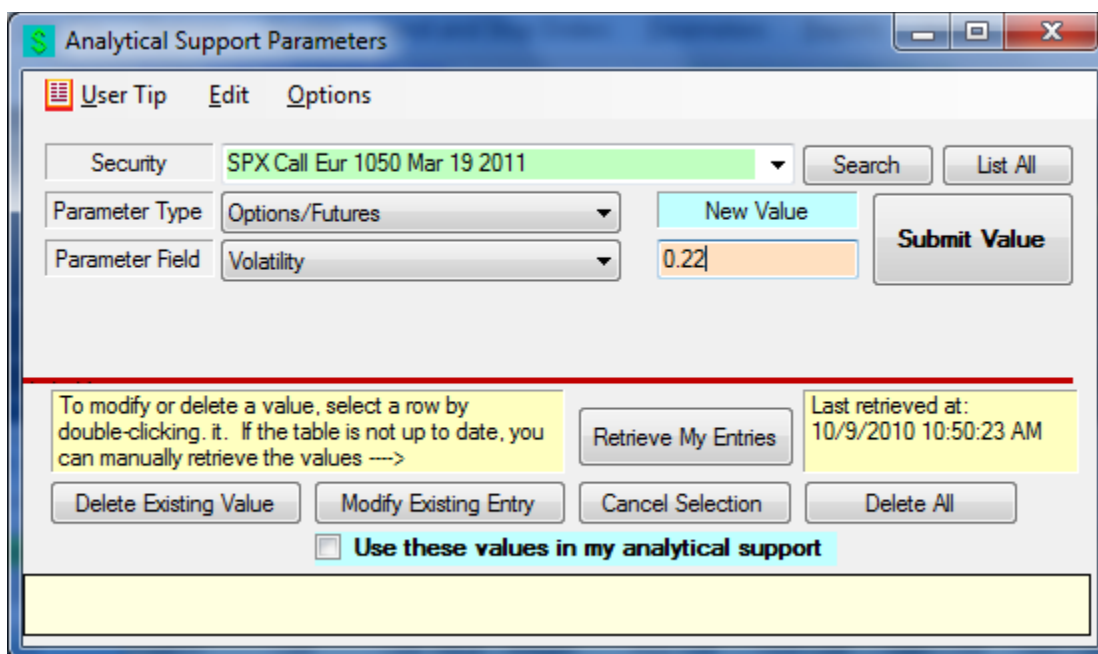 Analytical Support Parameters
User Tip Edit Options
Security SPX Call Eur 1050 Mar 19 2011 Search List All
Parameter Type Options/Futures New Value Submit Value
Parameter Field Volatility 0.22
To modify or delete a value, select a row by
double-clicking. it. If the table is not up to date, you
can manually retrieve the values ---->
Retrieve My Entries
Last retrieved at:
10/9/2010 10:50:23 AM
Delete Existing Value Modify Existing Entry Cancel Selection Delete All
Use these values in my analytical support